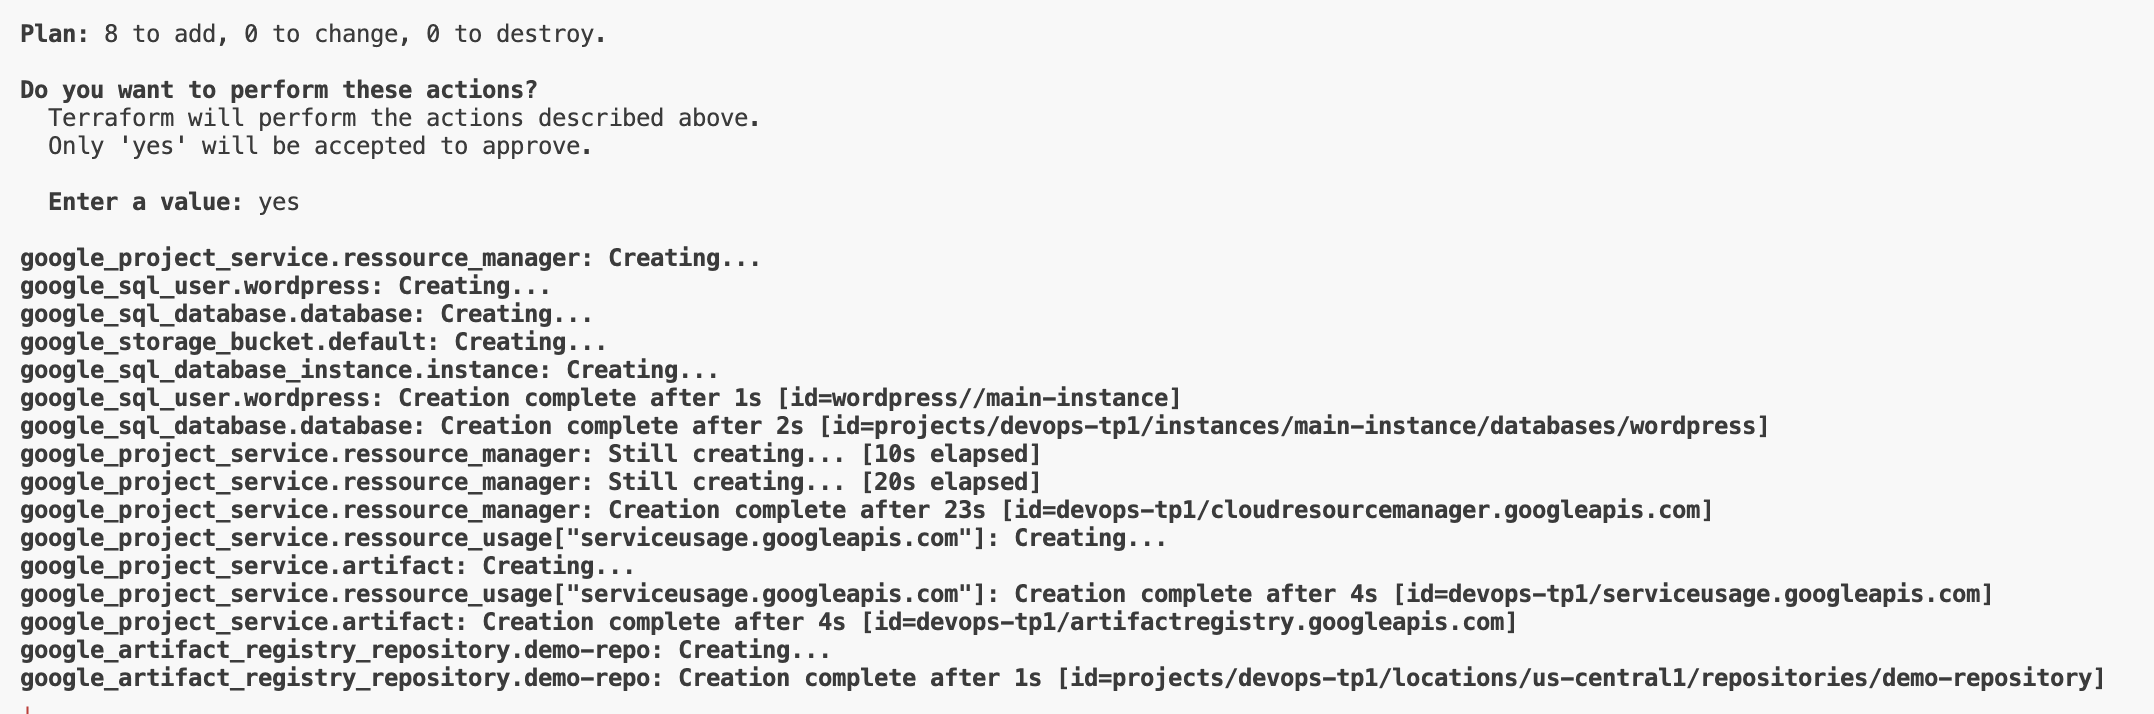 Plan: 8 to add, 0 to change, 0 to destroy.
Do you want to perform these actions?
Terraform will perform the actions described above.
Only 'yes' will be accepted to approve.
Enter a value: yes
google_project_service.ressource_manager: Creating...
google_sql_user.wordpress: Creating...
google_sql_database.database: Creating...
google_storage_bucket.default: Creating...
google_sql_database_instance.instance: Creating...
google_sql_user.wordpress: Creation complete after 1s [id=wordpress//main-instance]
google_sql_database.database: Creation complete after 2s [id=projects/devops-tp1/instances/main-instance/databases/wordpress]
google_project_service.ressource_manager: Still creating... [10s elapsed]
google_project_service.ressource_manager: Still creating... [20s elapsed]
google_project_service.ressource_manager: Creation complete after 23s [id=devops-tp1/cloudresourcemanager.googleapis.com]
google_project_service.ressource_usage["serviceusage.googleapis.com"]: Creating...
google_project_service.artifact: Creating...
google_project_service.ressource_usage["serviceusage.googleapis.com"]: Creation complete after 4s [id=devops-tp1/serviceusage.googleapis.com]
google_project_service.artifact: Creation complete after 4s [id=devops-tp1/artifactregistry.googleapis.com]
google_artifact_registry_repository.demo-repo: Creating...
google_artifact_registry_repository.demo-repo: Creation complete after 1s [id=projects/devops-tp1/locations/us-central1/repositories/demo-repository]